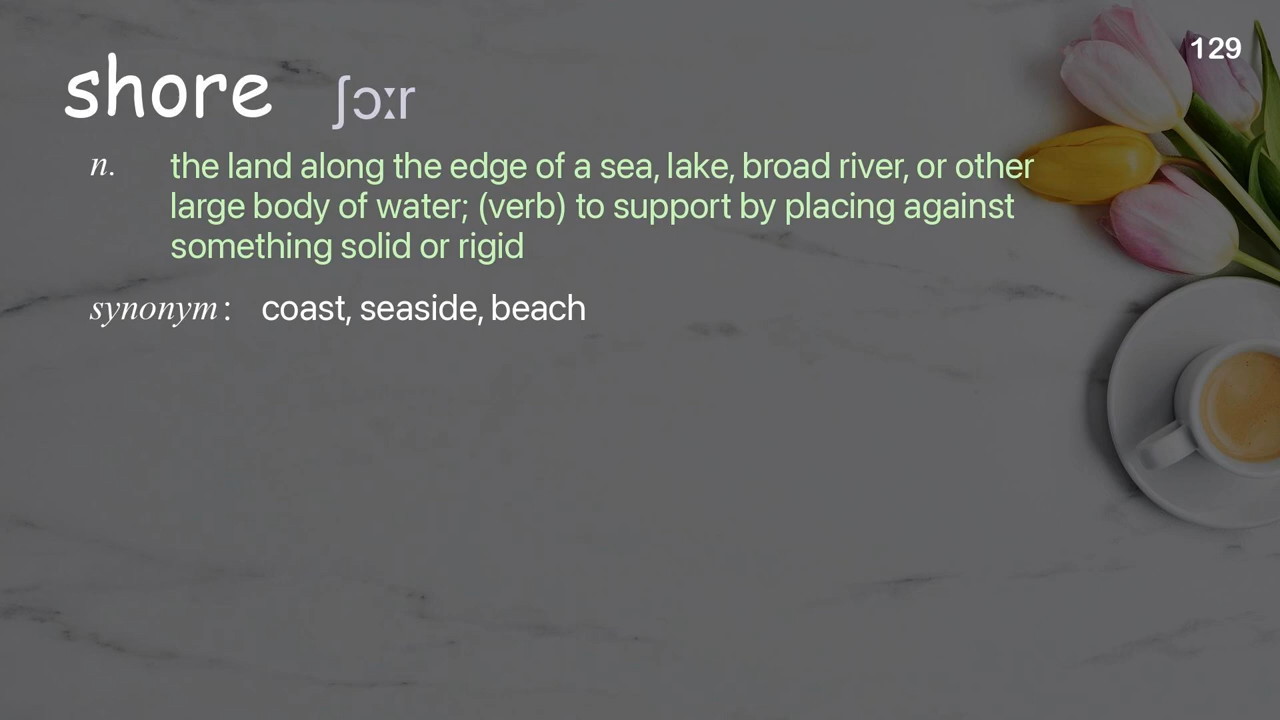 129
shore ʃɔːr
n. the land along the edge of a sea, lake, broad river, or other
large body of water; (verb) to support by placing against
something solid or rigid
synonym: coast, seaside, beach